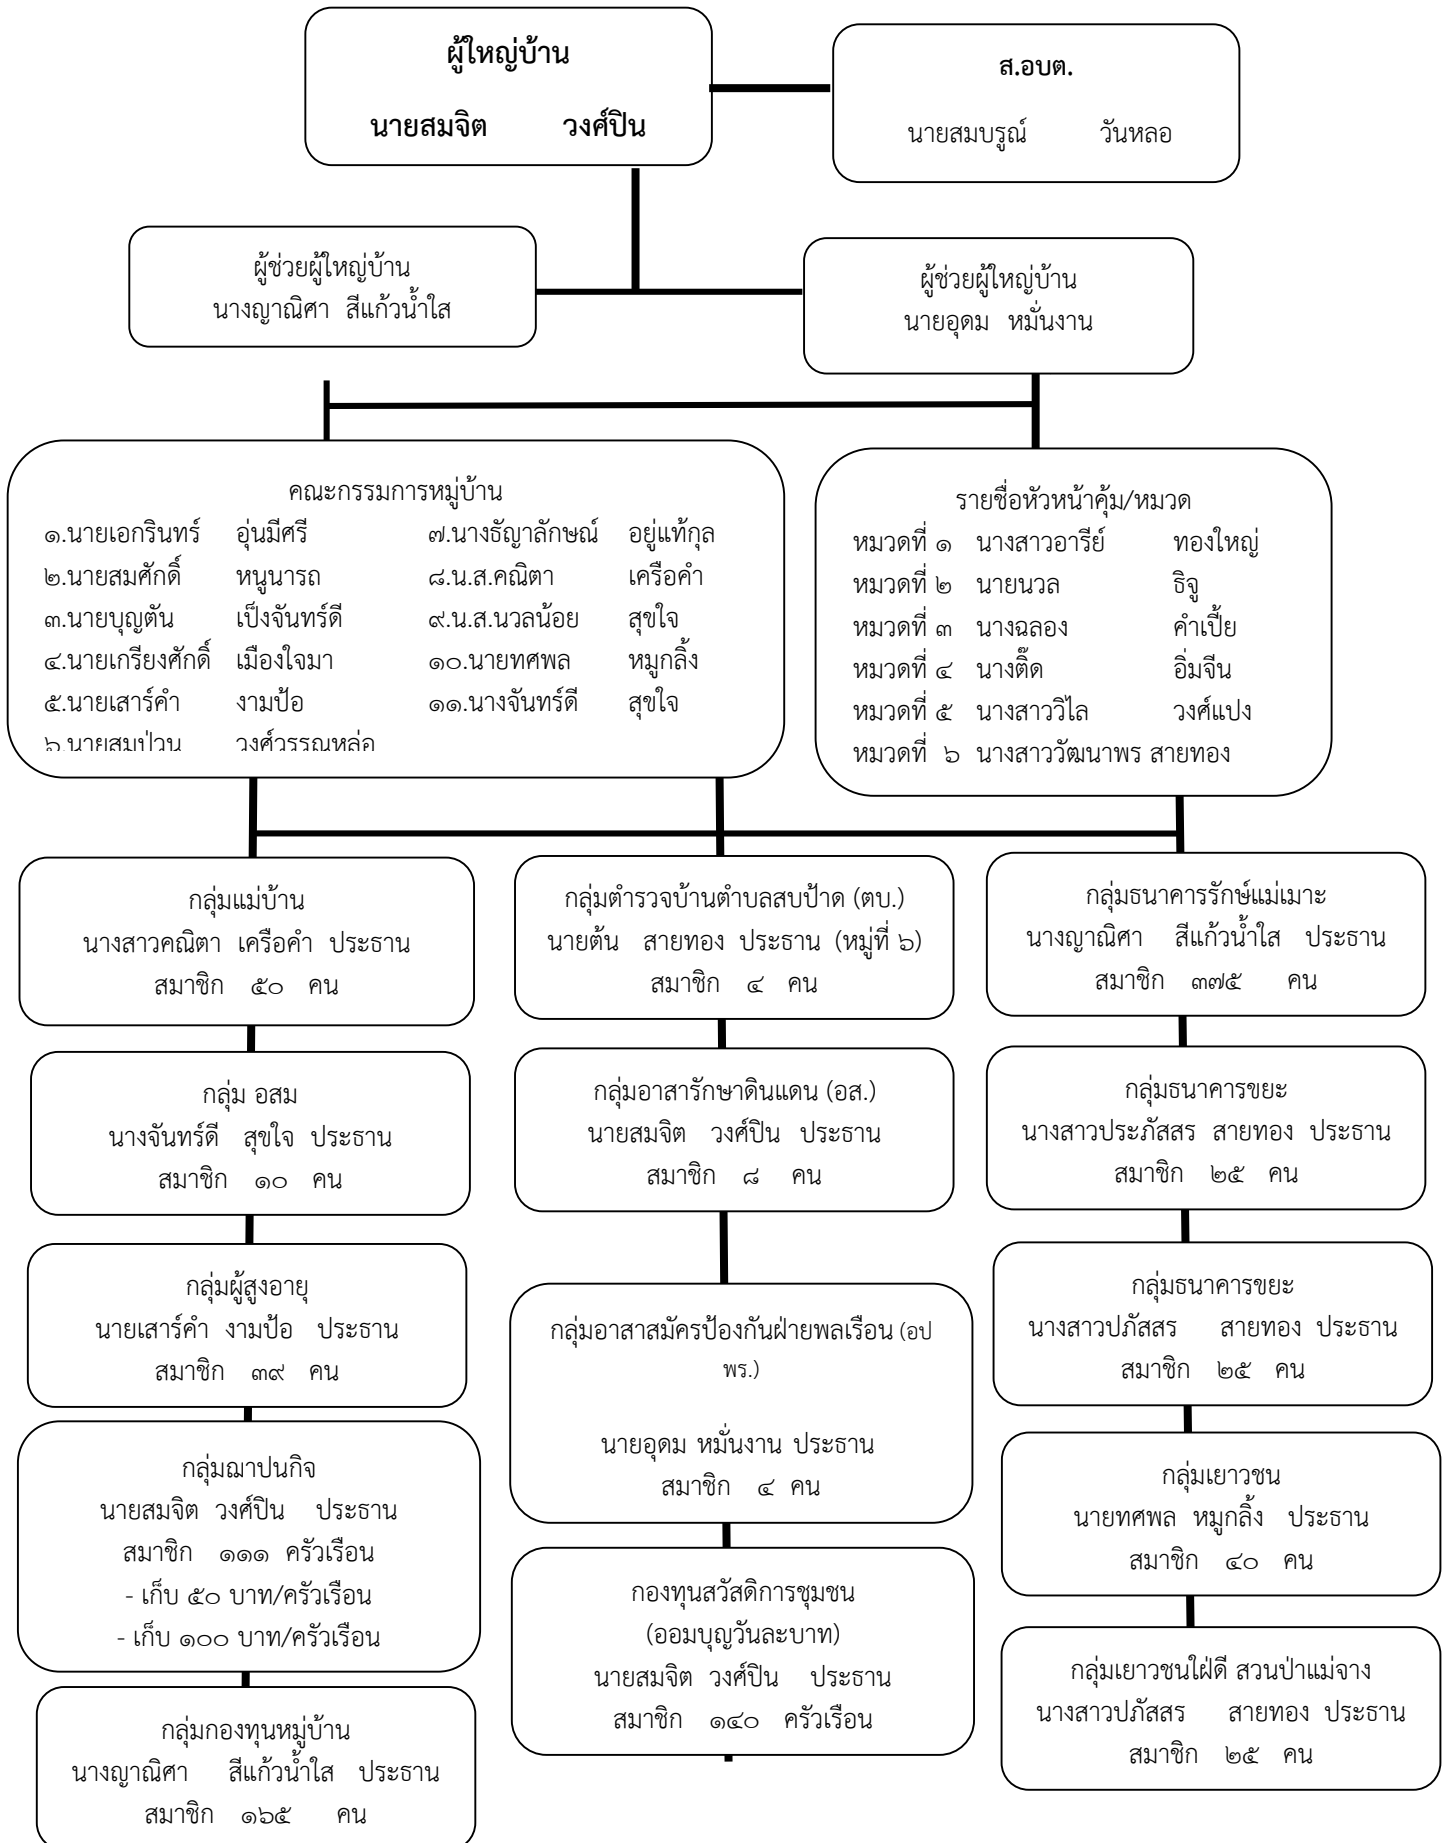 ผู้ใหญ่บ้าน
นายสมจิต วงศ์ปิน
ส.อบต.
นายสมบรูณ์ วันหลอ
ผู้ช่วยผู้ใหญ่บ้าน
นางญาณิศา สีแก้วน้ำใส
ผู้ช่วยผู้ใหญ่บ้าน
นายอุดม หมั่นงาน
คณะกรรมการหมู่บ้าน
๑.นายเอกรินทร์ อุ่นมีศรี ๗.นางธัญาลักษณ์ อยู่แท้กุล
๒.นายสมศักดิ์ หนูนารถ ๘.น.ส.คณิตา เครือคำ
๓.นายบุญตัน เป็งจันทร์ดี ๙.น.ส.นวลน้อย สุขใจ
๔.นายเกรียงศักดิ์ เมืองใจมา ๑๐.นายทศพล หมูกลิ้ง
๕.นายเสาร์คำ งามป้อ ๑๑.นางจันทร์ดี สุขใจ
๖.นายสมป่วน วงศ์วรรณหล่อ
รายชื่อหัวหน้าคุ้ม/หมวด
หมวดที่ ๑ นางสาวอารีย์ ทองใหญ่
หมวดที่ ๒ นายนวล ธิจู
หมวดที่ ๓ นางฉลอง คำเปี้ย
หมวดที่ ๔ นางติ๊ด อิ่มจีน
หมวดที่ ๕ นางสาววิไล วงศ์แปง
หมวดที่ ๖ นางสาววัฒนาพร สายทอง
กลุ่มแม่บ้าน
นางสาวคณิตา เครือคำ ประธาน
สมาชิก ๕๐ คน
กลุ่ม อสม
นางจันทร์ดี สุขใจ ประธาน
สมาชิก ๑๐ คน
กลุ่มผู้สูงอายุ
นายเสาร์คำ งามป้อ ประธาน
สมาชิก ๓๙ คน
กลุ่มฌาปนกิจ
นายสมจิต วงศ์ปิน ประธาน
สมาชิก ๑๑๑ ครัวเรือน
- เก็บ ๕๐ บาท/ครัวเรือน
- เก็บ ๑๐๐ บาท/ครัวเรือน
กลุ่มกองทุนหมู่บ้าน
นางญาณิศา สีแก้วน้ำใส ประธาน
สมาชิก ๑๖๕ คน
กลุ่มตำรวจบ้านตำบลสบป้าด (ตบ.)
นายต้น สายทอง ประธาน (หมู่ที่ ๖)
สมาชิก ๔ คน
กลุ่มอาสารักษาดินแดน (อส.)
นายสมจิต วงศ์ปิน ประธาน
สมาชิก ๘ คน
กลุ่มอาสาสมัครป้องกันฝ่ายพลเรือน (อป
พร.)
นายอุดม หมั่นงาน ประธาน
สมาชิก ๔ คน
กองทุนสวัสดิการชุมชน
(ออมบุญวันละบาท)
นายสมจิต วงศ์ปิน ประธาน
สมาชิก ๑๔๐ ครัวเรือน
กลุ่มธนาคารรักษ์แม่เมาะ
นางญาณิศา สีแก้วน้ำใส ประธาน
สมาชิก ๓๗๕ คน
กลุ่มธนาคารขยะ
นางสาวประภัสสร สายทอง ประธาน
สมาชิก ๒๕ คน
กลุ่มธนาคารขยะ
นางสาวปภัสสร สายทอง ประธาน
สมาชิก ๒๕ คน
กลุ่มเยาวชน
นายทศพล หมูกลิ้ง ประธาน
สมาชิก ๔๐ คน
กลุ่มเยาวชนใฝ่ดี สวนป่าแม่จาง
นางสาวปภัสสร สายทอง ประธาน
สมาชิก ๒๕ คน